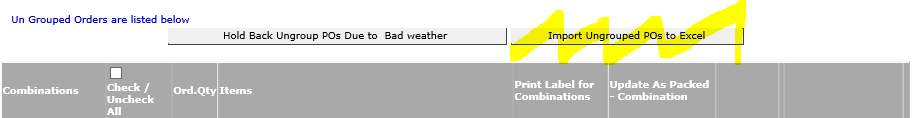 Un Grouped Orders are listed below
Hold Back Ungroup POs Due to  Bad weather
Import Ungrouped POs to Excel
Combinations
Check /
Uncheck
All
Ord.Qty
Items
Print Label for
Combinations
Update As Packed
- Combination